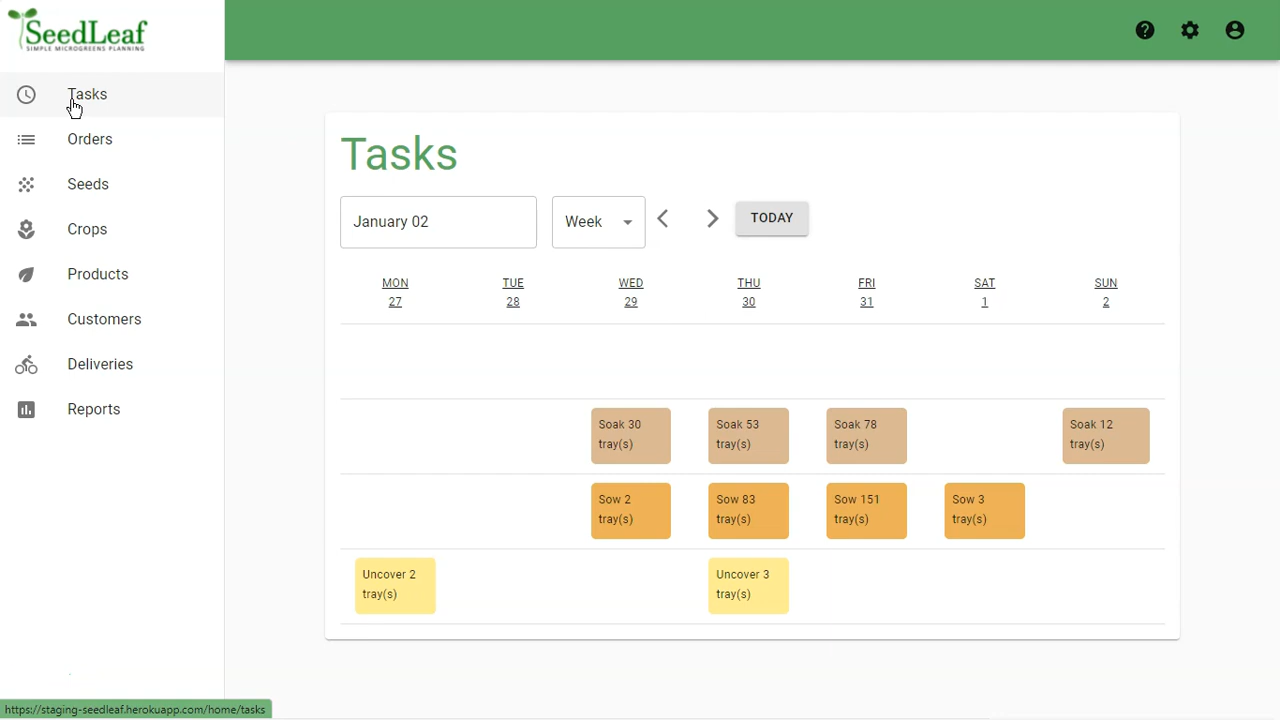 SeedLeaf
SIMPLE MICROGREENS PLANNING
Tasks
Orders
Seeds
Crops
Products
Customers
Deliveries
Reports
Tasks
January 02
Week
TODAY
MON TUE WED THU FRI SAT SUN
27 28 29 30 31 1 2
Soak 30 tray(s)
Soak 53 tray(s)
Soak 78 tray(s)
Soak 12 tray(s)
Sow 2 tray(s)
Sow 83 tray(s)
Sow 151 tray(s)
Sow 3 tray(s)
Uncover 2 tray(s)
Uncover 3 tray(s)
https://staging-seedleaf.herokuapp.com/home/tasks